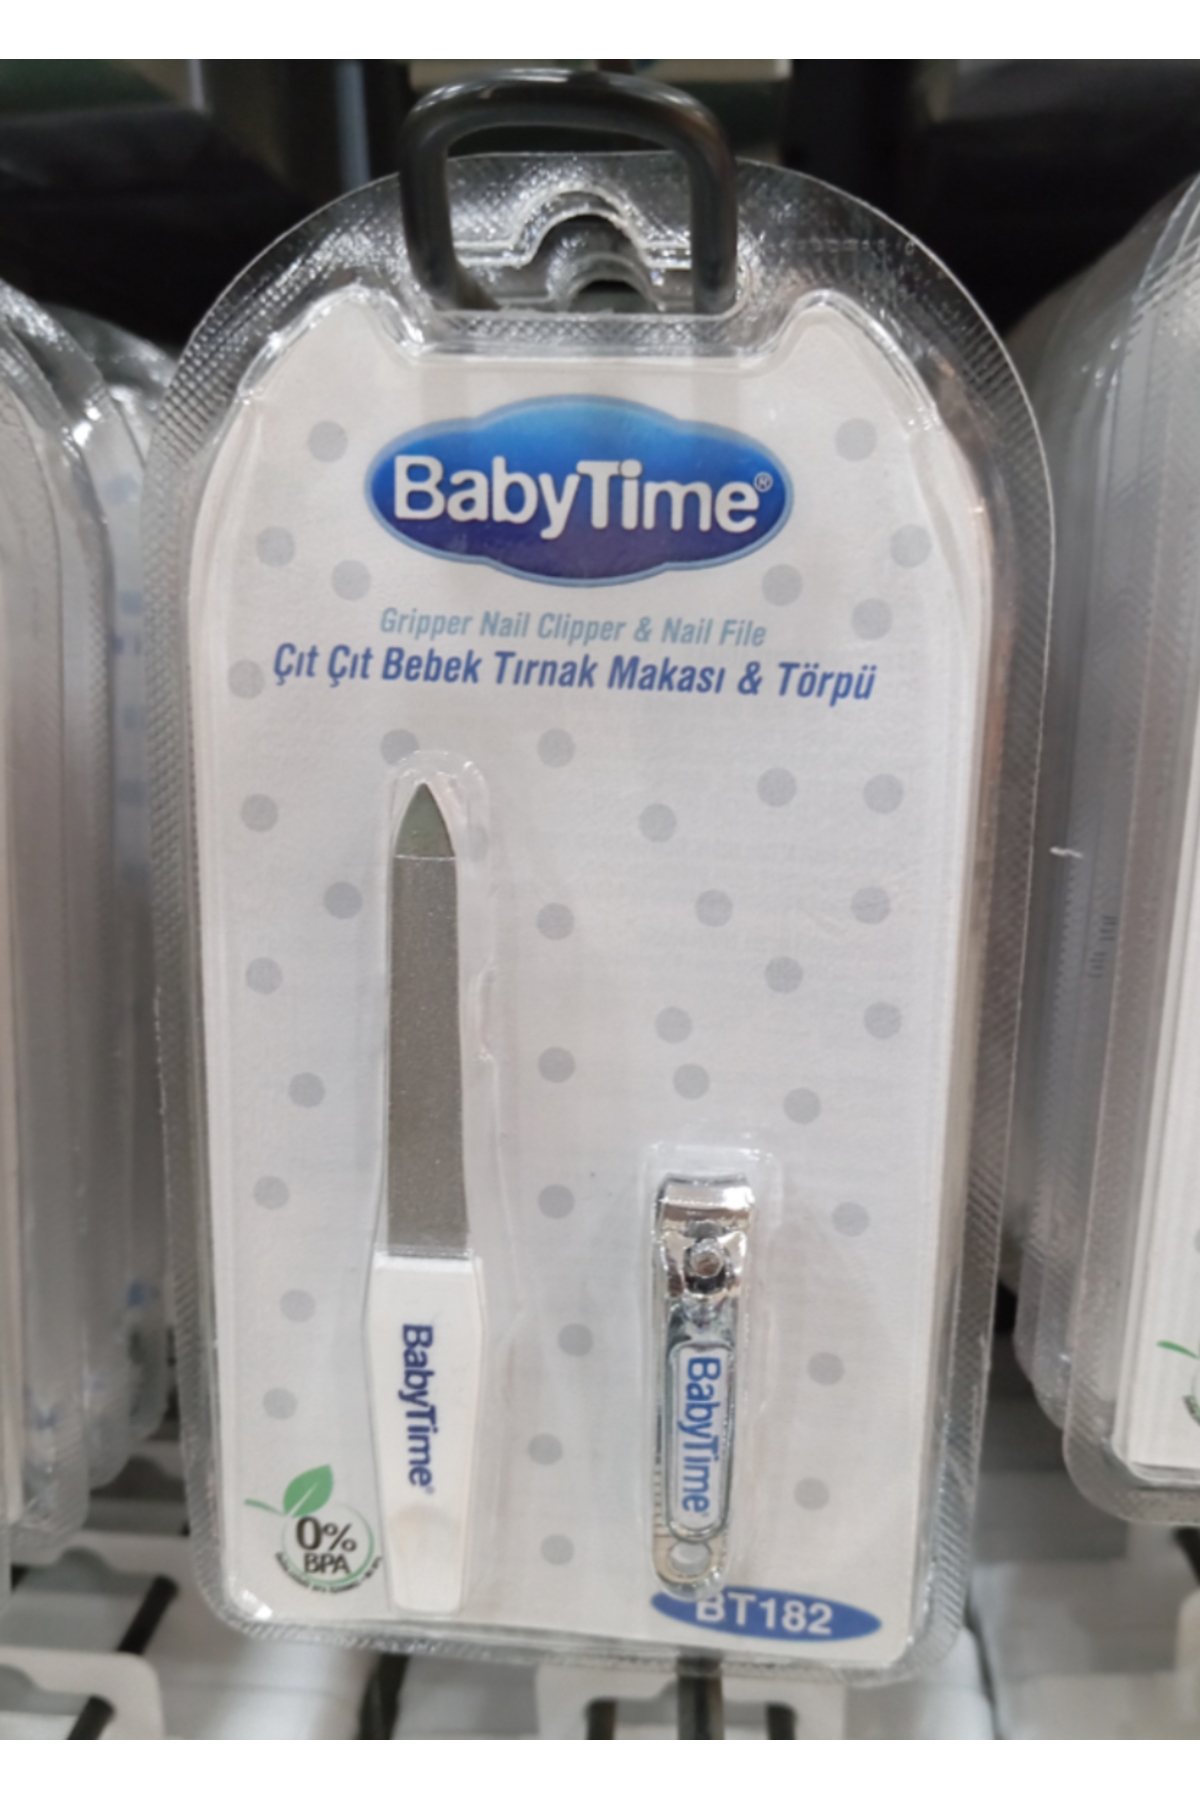 BabyTime®
Gripper Nail Clipper & Nail File
Çıt Çıt Bebek Tırnak Makası & Törpü
BabyTime®
BabyTime®
0%
BPA
BT182